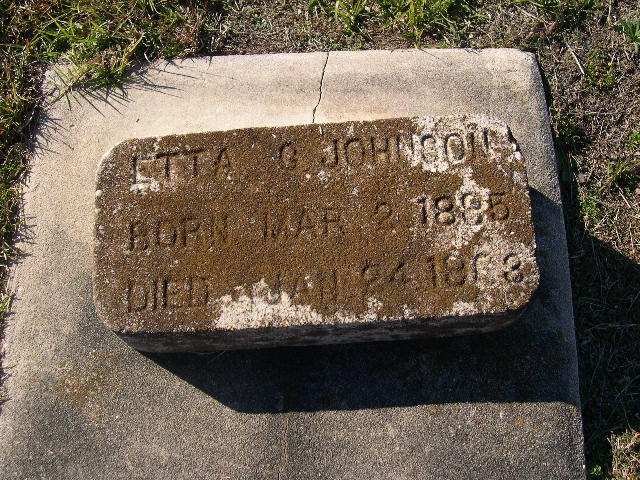 ETTA G. JOHNSON
BORN MAR 2 1885
DIED JAN 24